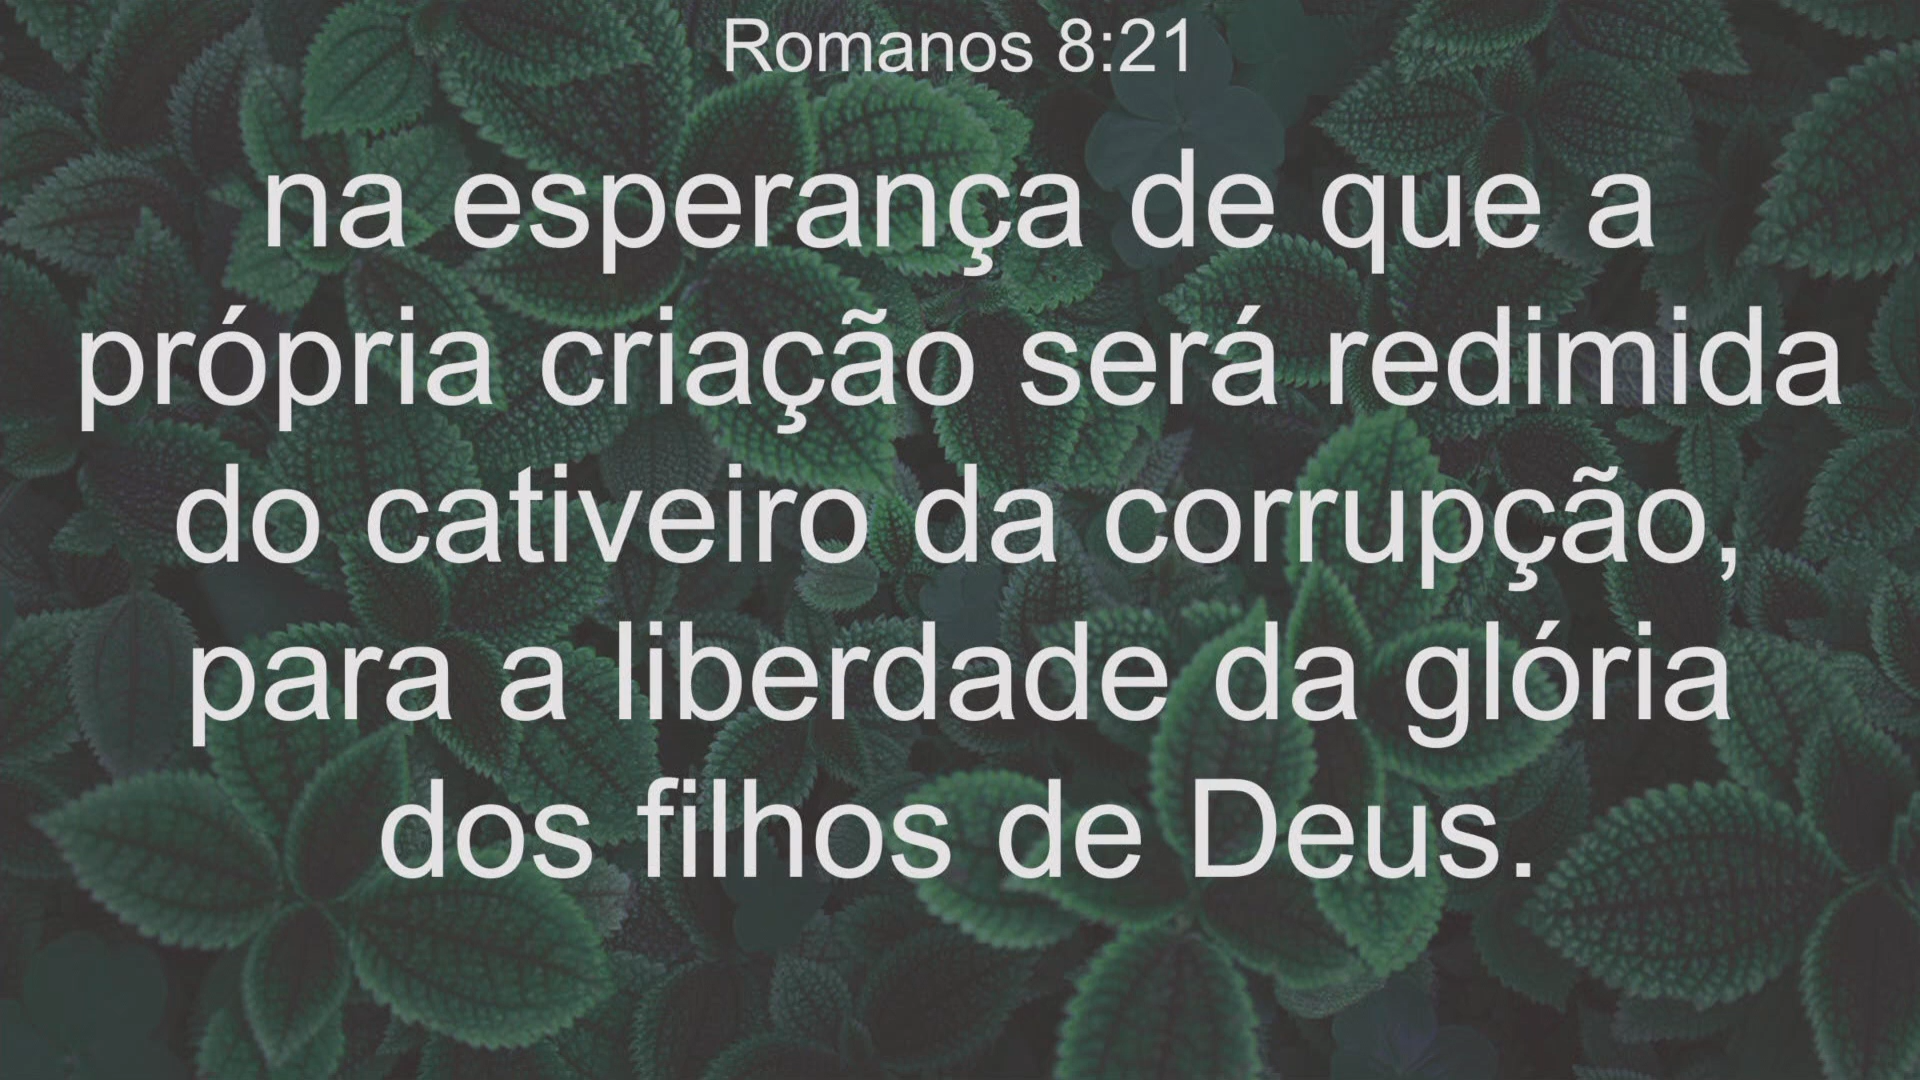 Romanos 8:21
na esperança de que a
própria criação será redimida
do cativeiro da corrupção,
para a liberdade da glória
dos filhos de Deus.